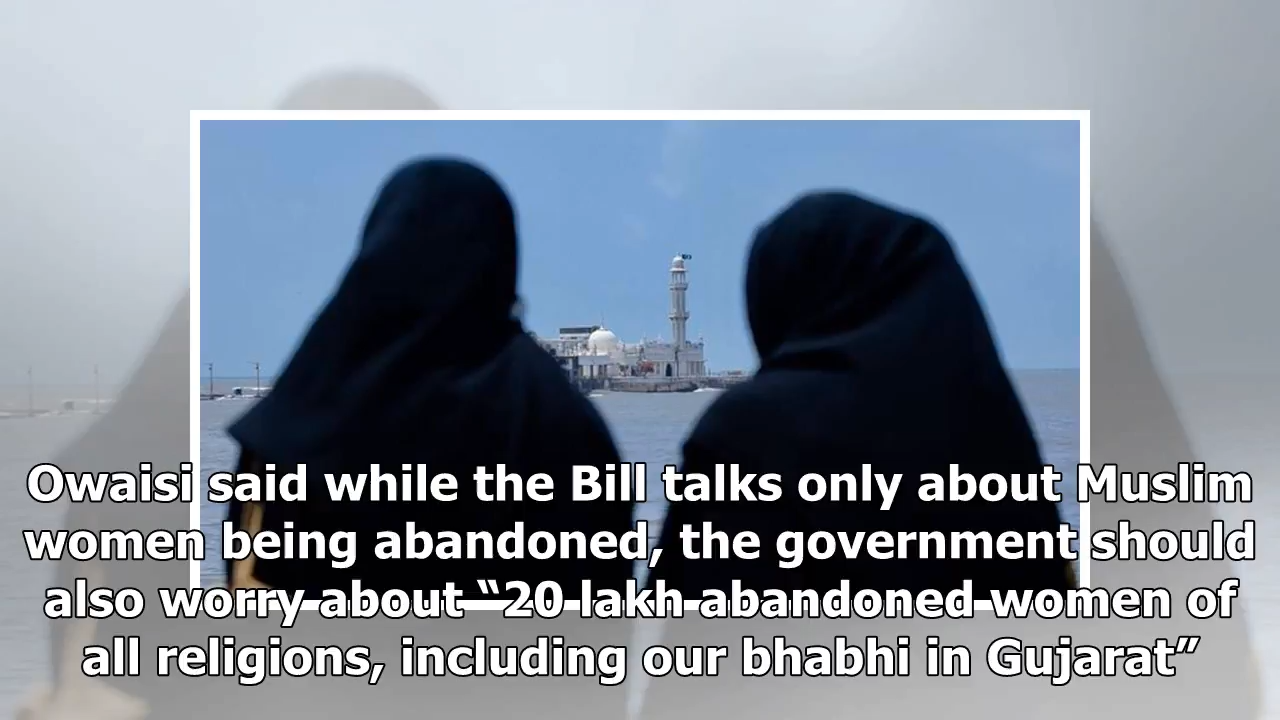 Owaisi said while the Bill talks only about Muslim
women being abandoned, the government should
also worry about “20 lakh abandoned women of
all religions, including our bhabhi in Gujarat”